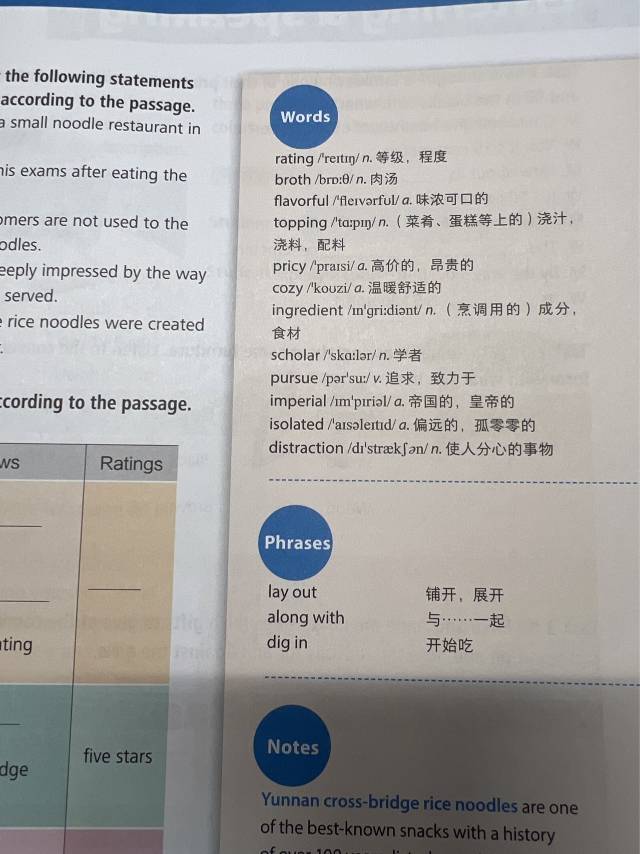 the following statements
according to the passage.
a small noodle restaurant in
his exams after eating the
omers are not used to the
odles.
eeply impressed by the way
served.
rice noodles were created
ccording to the passage.
ws Ratings
ting
five stars
dge
Words
rating /ˈreɪtɪŋ/ n. 等级，程度
broth /brɒːθ/ n. 肉汤
flavorful /ˈfleɪvərfʊl/ a. 味浓可口的
topping /ˈtɑːpɪŋ/ n.（菜肴、蛋糕等上的）浇汁，
浇料，配料
pricy /ˈpraɪsi/ a. 高价的，昂贵的
cozy /ˈkoʊzi/ a. 温暖舒适的
ingredient /ɪnˈɡriːdiənt/ n.（烹调用的）成分，
食材
scholar /ˈskɑːlər/ n. 学者
pursue /pərˈsuː/ v. 追求，致力于
imperial /ɪmˈpɪriəl/ a. 帝国的，皇帝的
isolated /ˈaɪsəleɪtɪd/ a. 偏远的，孤零零的
distraction /dɪˈstrækʃən/ n. 使人分心的事物
Phrases
lay out 铺开，展开
along with 与……一起
dig in 开始吃
Notes
Yunnan cross-bridge rice noodles are one
of the best-known snacks with a history